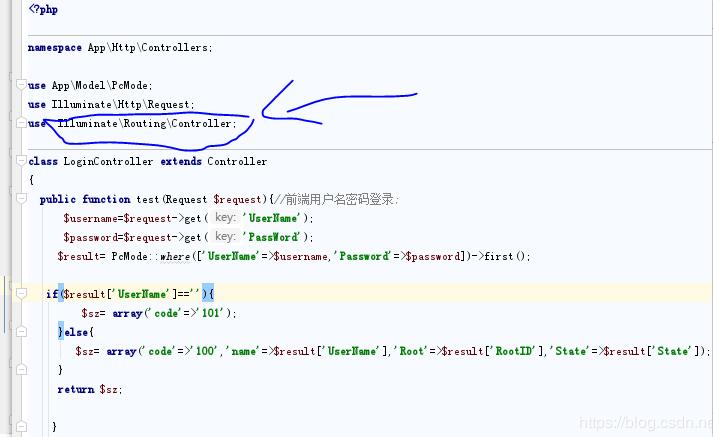 <?php
namespace App\Http\Controllers;
use App\Model\PcMode;
use Illuminate\Http\Request;
use Illuminate\Routing\Controller;
class LoginController extends Controller
{
public function test(Request $request){//前端用户名密码登录;
$username=$request->get( key: 'UserName');
$password=$request->get( key: 'PassWord');
$result= PcMode::where(['UserName'=>$username,'Password'=>$password])->first();
if($result['UserName']==''){
$sz= array('code'=>'101');
}else{
$sz= array('code'=>'100','name'=>$result['UserName'],'Root'=>$result['RootID'],'State'=>$result['State']);
}
return $sz;
}
https://blog.csdn.ne